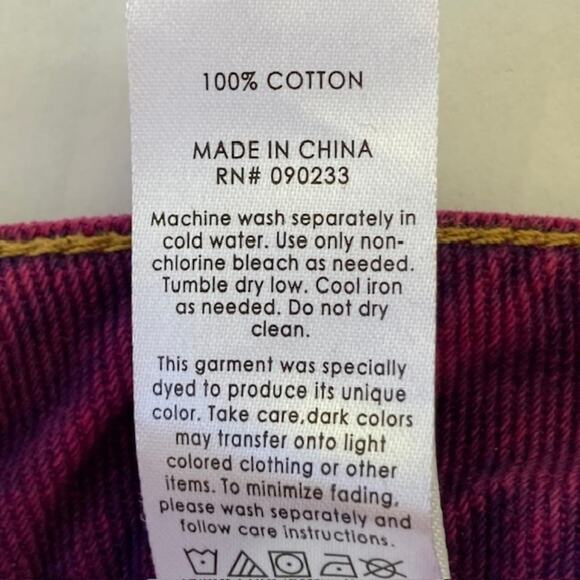 100% COTTON
MADE IN CHINA
RN# 090233
Machine wash separately in
cold water. Use only non-
chlorine bleach as needed.
Tumble dry low. Cool iron
as needed. Do not dry
clean.
This garment was specially
dyed to produce its unique
color. Take care,dark colors
may transfer onto light
colored clothing or other
items. To minimize fading,
please wash separately and
follow care instructions.